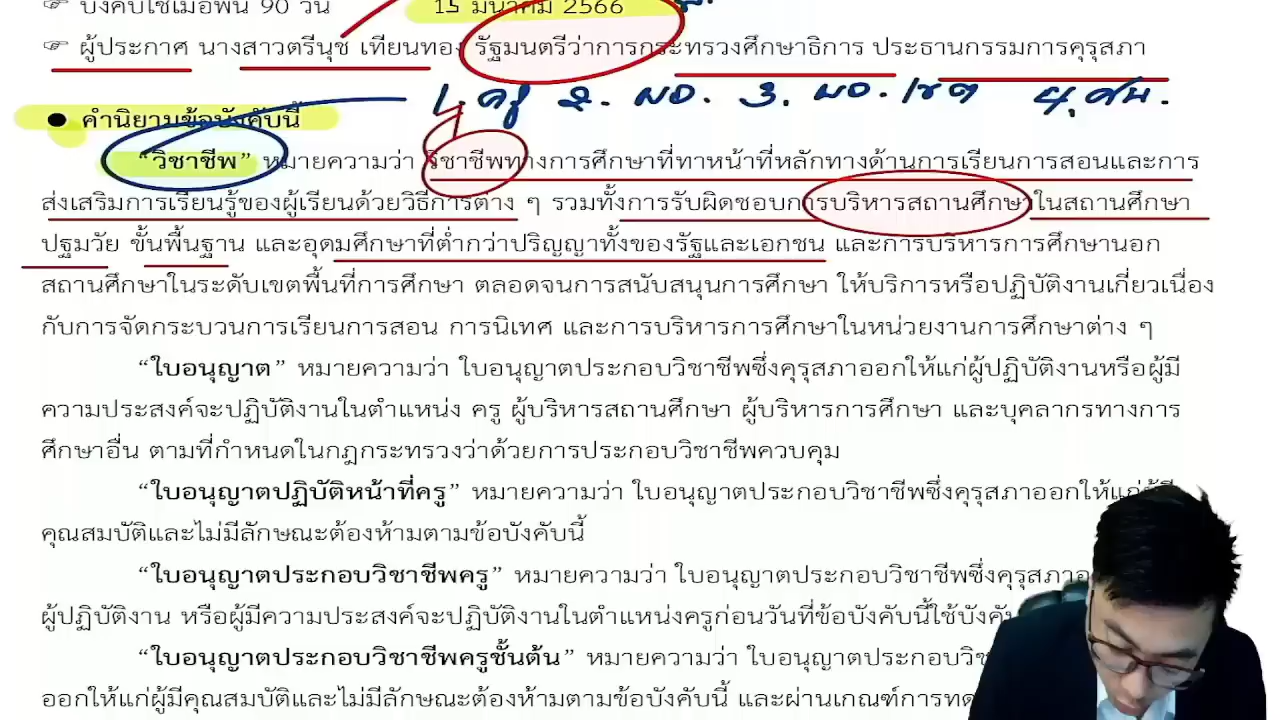 ☞ บังคับใช้เมื่อพ้น 90 วัน 15 มีนาคม 2566
☞ ผู้ประกาศ นางสาวตรีนุช เทียนทอง รัฐมนตรีว่าการกระทรวงศึกษาธิการ ประธานกรรมการคุรุสภา
1. ครู 2. ผอ. 3. ผอ.เขต 4. ศน.
● คำนิยามข้อบังคับนี้
“วิชาชีพ” หมายความว่า วิชาชีพทางการศึกษาที่ทาหน้าที่หลักทางด้านการเรียนการสอนและการ
ส่งเสริมการเรียนรู้ของผู้เรียนด้วยวิธีการต่าง ๆ รวมทั้งการรับผิดชอบการบริหารสถานศึกษาในสถานศึกษา
ปฐมวัย ขั้นพื้นฐาน และอุดมศึกษาที่ต่ำกว่าปริญญาทั้งของรัฐและเอกชน และการบริหารการศึกษานอก
สถานศึกษาในระดับเขตพื้นที่การศึกษา ตลอดจนการสนับสนุนการศึกษา ให้บริการหรือปฏิบัติงานเกี่ยวเนื่อง
กับการจัดกระบวนการเรียนการสอน การนิเทศ และการบริหารการศึกษาในหน่วยงานการศึกษาต่าง ๆ
“ใบอนุญาต” หมายความว่า ใบอนุญาตประกอบวิชาชีพซึ่งคุรุสภาออกให้แก่ผู้ปฏิบัติงานหรือผู้มี
ความประสงค์จะปฏิบัติงานในตำแหน่ง ครู ผู้บริหารสถานศึกษา ผู้บริหารการศึกษา และบุคลากรทางการ
ศึกษาอื่น ตามที่กำหนดในกฎกระทรวงว่าด้วยการประกอบวิชาชีพควบคุม
“ใบอนุญาตปฏิบัติหน้าที่ครู” หมายความว่า ใบอนุญาตประกอบวิชาชีพซึ่งคุรุสภาออกให้แก่ผู้มี
คุณสมบัติและไม่มีลักษณะต้องห้ามตามข้อบังคับนี้
“ใบอนุญาตประกอบวิชาชีพครู” หมายความว่า ใบอนุญาตประกอบวิชาชีพซึ่งคุรุสภาอ
ผู้ปฏิบัติงาน หรือผู้มีความประสงค์จะปฏิบัติงานในตำแหน่งครูก่อนวันที่ข้อบังคับนี้ใช้บังคับ
“ใบอนุญาตประกอบวิชาชีพครูชั้นต้น” หมายความว่า ใบอนุญาตประกอบวิช
ออกให้แก่ผู้มีคุณสมบัติและไม่มีลักษณะต้องห้ามตามข้อบังคับนี้ และผ่านเกณฑ์การทด